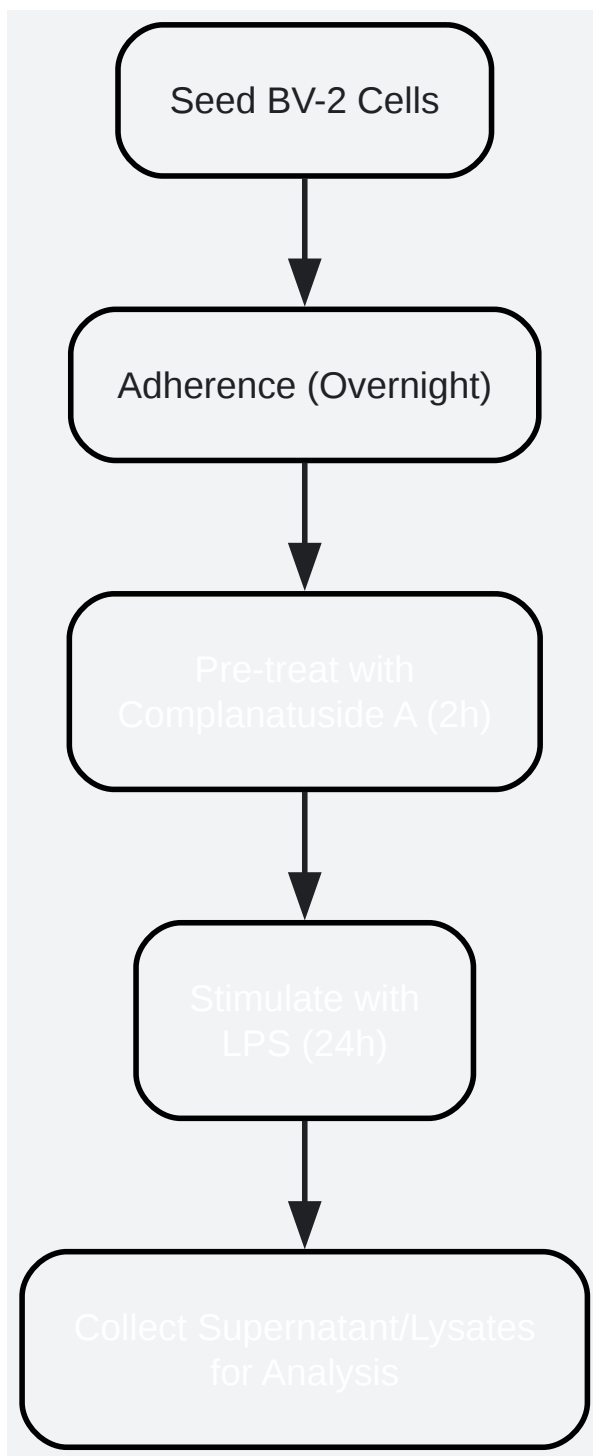 Seed BV-2 Cells
Adherence (Overnight)
Pre-treat with
Complanatuside A (2h)
Stimulate with
LPS (24h)
Collect Supernatant/Lysates
for Analysis